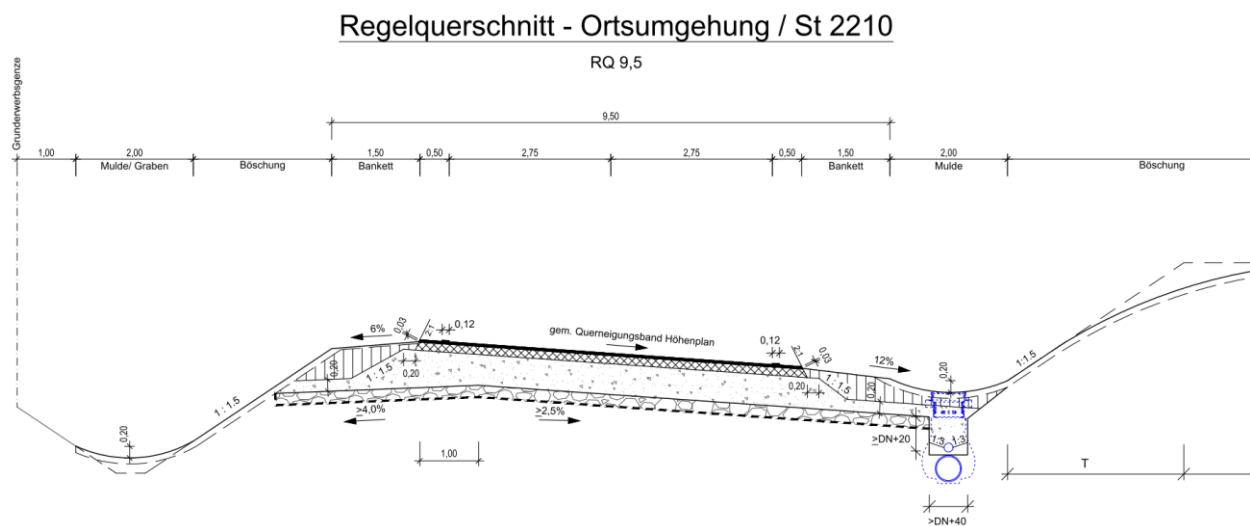 Regelquerschnitt - Ortsumgehung / St 2210
RQ 9,5
Grunderwerbsgenze
9,50
1,00
2,00
1,50
0,50
2,75
2,75
0,50
1,50
2,00
Mulde/ Graben
Böschung
Bankett
Bankett
Mulde
Böschung
6%
0,03
2:1
0,12
gem. Querneigungsband Höhenplan
0,12
2:1
0,03
12%
0,20
1:1.5
0,20
1 : 1.5
0,20
0,20
1 : 1.5
0,20
1:1.5
1 : 1.5
0,20
≥4,0%
≥2,5%
≥DN+20
1:3
1:3
1,00
T
>DN+40